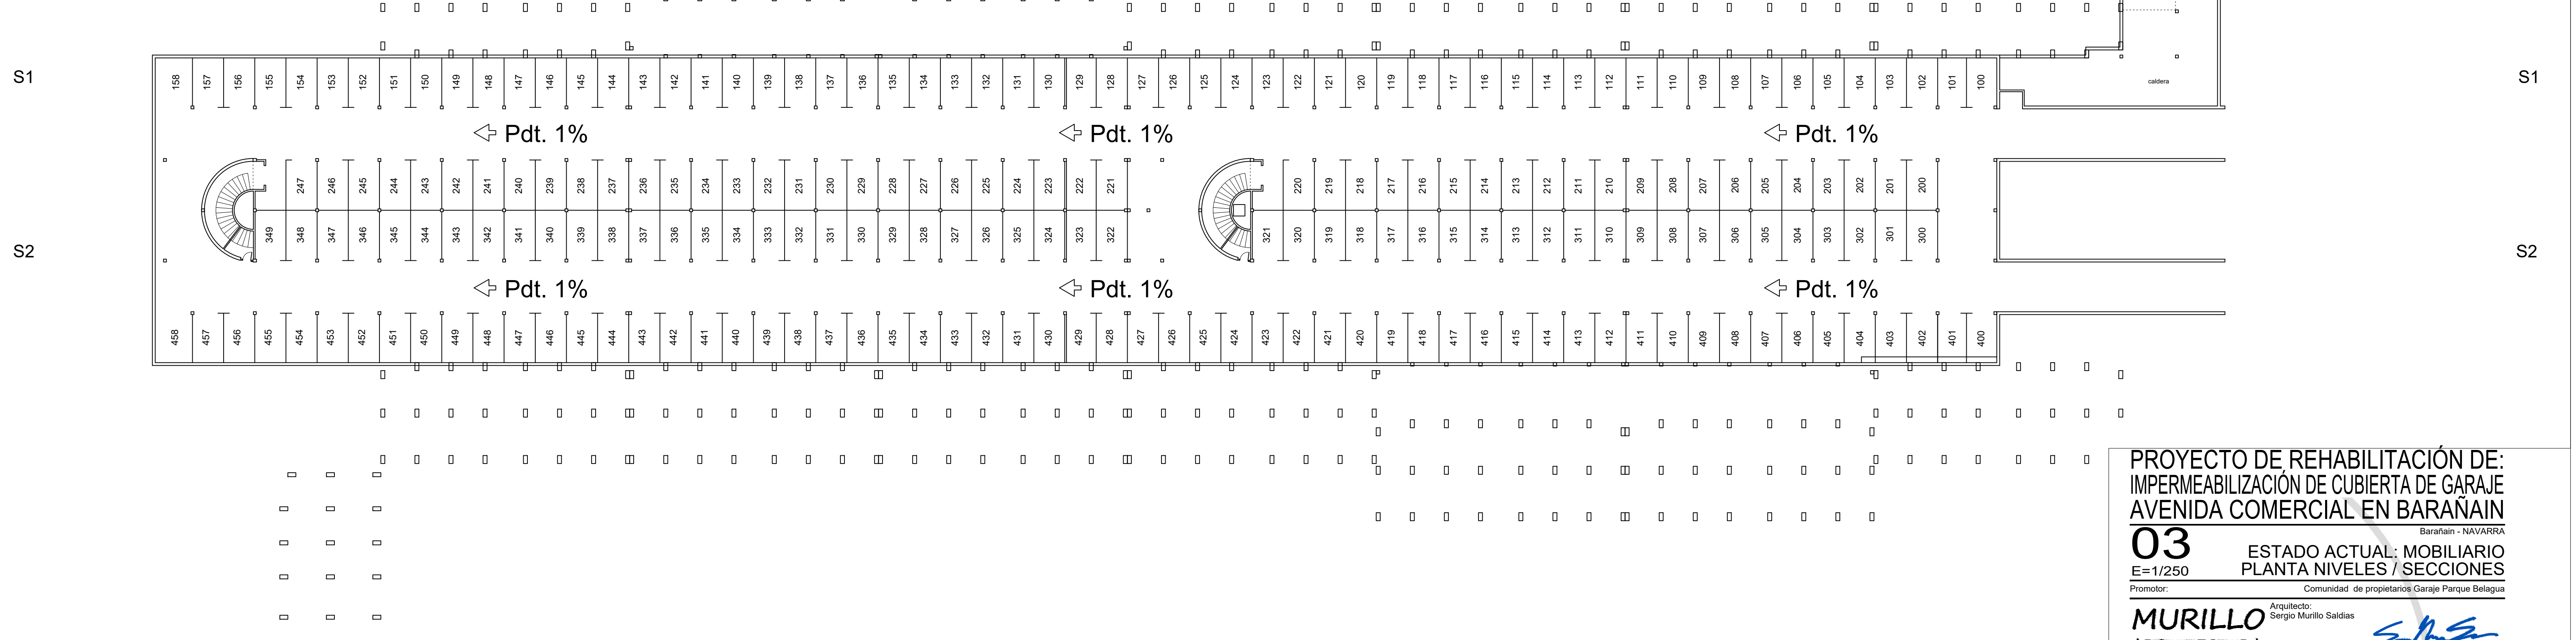 caldera
S1 S1
158 157 156 155 154 153 152 151 150 149 148 147 146 145 144 143 142 141 140 139 138 137 136 135 134 133 132 131 130 129 128 127 126 125 124 123 122 121 120 119 118 117 116 115 114 113 112 111 110 109 108 107 106 105 104 103 102 101 100
Pdt. 1% Pdt. 1% Pdt. 1%
247 246 245 244 243 242 241 240 239 238 237 236 235 234 233 232 231 230 229 228 227 226 225 224 223 222 221 220 219 218 217 216 215 214 213 212 211 210 209 208 207 206 205 204 203 202 201 200
349 348 347 346 345 344 343 342 341 340 339 338 337 336 335 334 333 332 331 330 329 328 327 326 325 324 323 322 321 320 319 318 317 316 315 314 313 312 311 310 309 308 307 306 305 304 303 302 301 300
S2 S2
Pdt. 1% Pdt. 1% Pdt. 1%
458 457 456 455 454 453 452 451 450 449 448 447 446 445 444 443 442 441 440 439 438 437 436 435 434 433 432 431 430 429 428 427 426 425 424 423 422 421 420 419 418 417 416 415 414 413 412 411 410 409 408 407 406 405 404 403 402 401 400
PROYECTO DE REHABILITACIÓN DE:
IMPERMEABILIZACIÓN DE CUBIERTA DE GARAJE
AVENIDA COMERCIAL EN BARAÑAIN
Barañain - NAVARRA
03 ESTADO ACTUAL: MOBILIARIO
E=1/250 PLANTA NIVELES / SECCIONES
Promotor: Comunidad de propietarios Garaje Parque Belagua
MURILLO Arquitecto:
Sergio Murillo Saldias